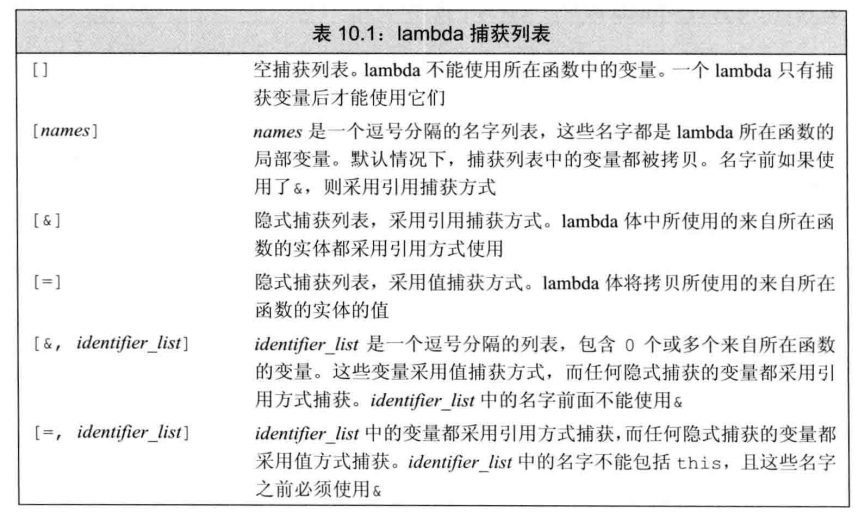 表 10.1：lambda 捕获列表
[] 空捕获列表。lambda 不能使用所在函数中的变量。一个 lambda 只有捕
获变量后才能使用它们
[names] names 是一个逗号分隔的名字列表，这些名字都是 lambda 所在函数的
局部变量。默认情况下，捕获列表中的变量都被拷贝。名字前如果使
用了&，则采用引用捕获方式
[&] 隐式捕获列表，采用引用捕获方式。lambda 体中所使用的来自所在函
数的实体都采用引用方式使用
[=] 隐式捕获列表，采用值捕获方式。lambda 体将拷贝所使用的来自所在
函数的实体的值
[&, identifier_list] identifier_list 是一个逗号分隔的列表，包含 0 个或多个来自所在函数
的变量。这些变量采用值捕获方式，而任何隐式捕获的变量都采用引
用方式捕获。identifier_list 中的名字前面不能使用&
[=, identifier_list] identifier_list 中的变量都采用引用方式捕获，而任何隐式捕获的变量都
采用值方式捕获。identifier_list 中的名字不能包括 this，且这些名字
之前必须使用&